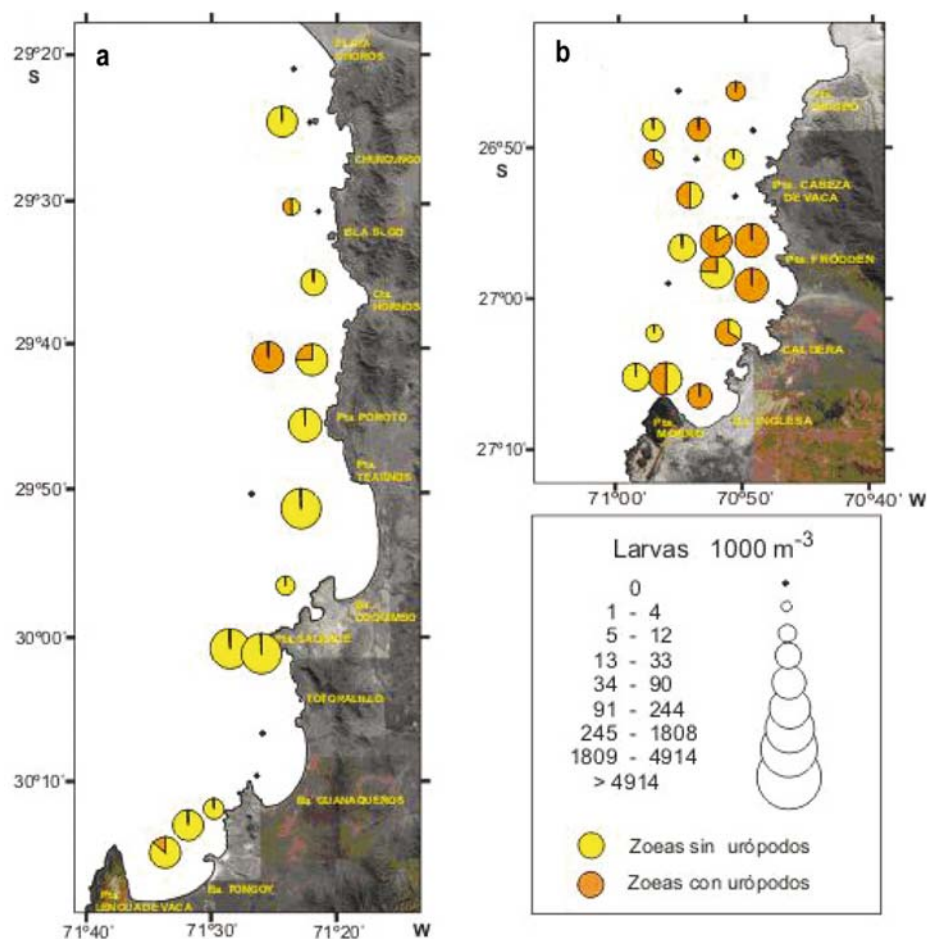 a
29°20'
S
29°30'
29°40'
29°50'
30°00'
30°10'
71°40'
71°30'
71°20'
W
CHUNGUNGO
Cta. HORNOS
Pta. POROTO
Pta. TEATINOS
COQUIMBO
TOTORALILLO
Ba. GUANAQUEROS
Ba. TONGOY
Pta. LENGUA DE VACA
b
26°50'
S
27°00'
27°10'
71°00'
70°50'
70°40'
W
Pta. CABEZA DE VACA
Pta. FRODDEN
CALDERA
Ba. INGLESA
Pta. MORRO
Larvas 1000 m⁻³
0
1 - 4
5 - 12
13 - 33
34 - 90
91 - 244
245 - 1808
1809 - 4914
> 4914
Zoeas sin urópodos
Zoeas con urópodos